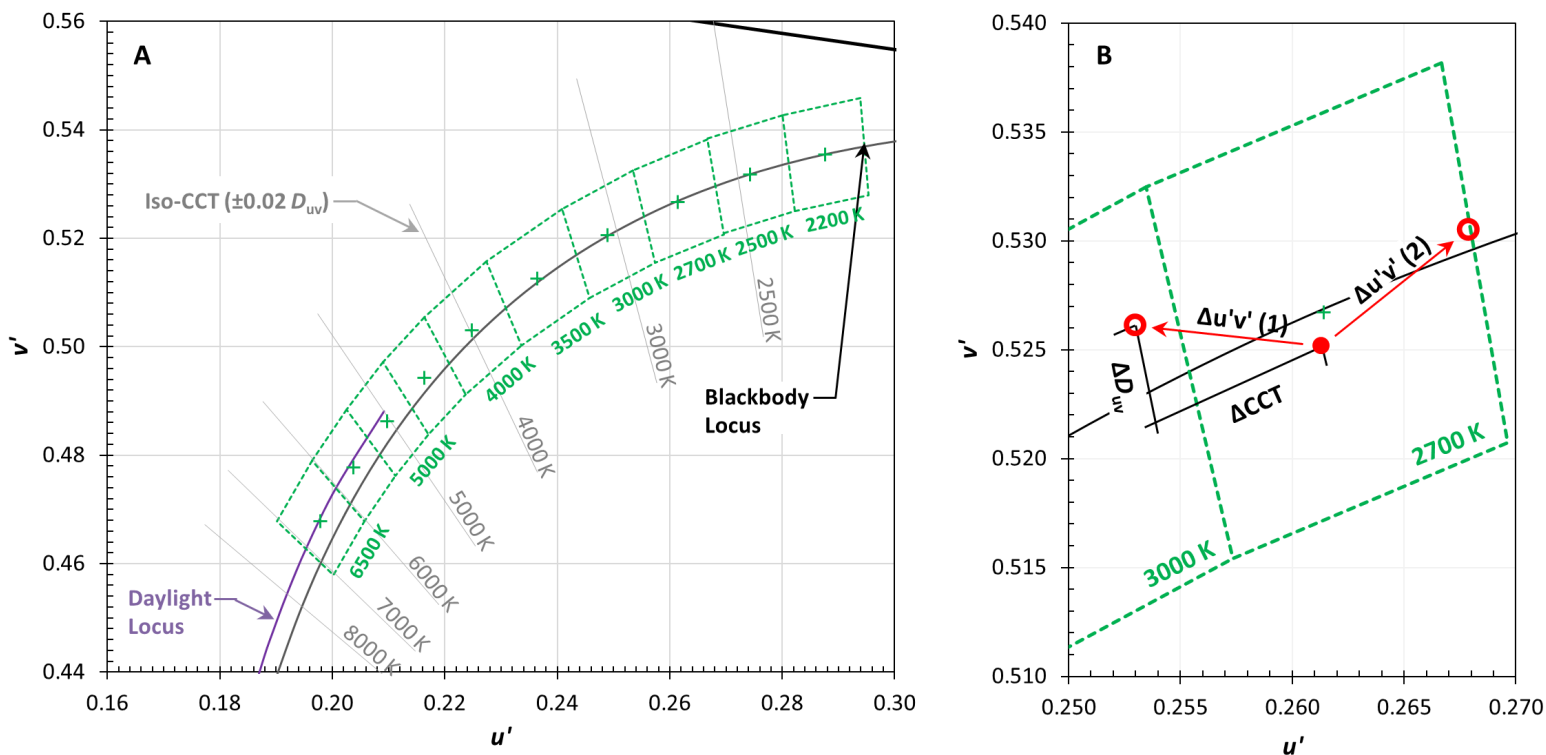 A
0.56
0.54
0.52
0.50
0.48
0.46
0.44
v'
0.16
0.18
0.20
0.22
0.24
0.26
0.28
0.30
u'
Iso-CCT (±0.02 Duv)
2200 K
2500 K
2700 K
3000 K
3500 K
4000 K
5000 K
6500 K
2500 K
3000 K
4000 K
5000 K
6000 K
7000 K
8000 K
Blackbody
Locus
Daylight
Locus
B
0.540
0.535
0.530
0.525
0.520
0.515
0.510
v'
0.250
0.255
0.260
0.265
0.270
u'
Δu'v' (2)
Δu'v' (1)
ΔDuv
ΔCCT
2700 K
3000 K